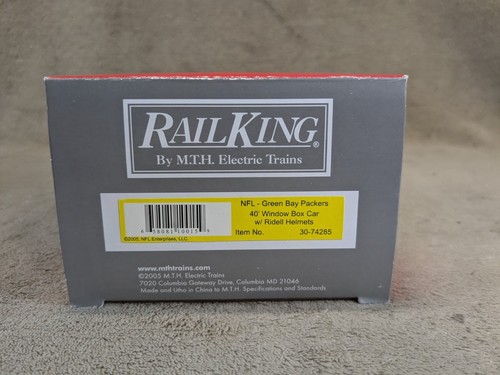 RAILKING®
By M.T.H. Electric Trains
NFL - Green Bay Packers
40' Window Box Car
w/ Ridell Helmets
Item No. 30-74285
©2005, NFL Enterprises, LLC.
www.mthtrains.com
©2005 M.T.H. Electric Trains
7020 Columbia Gateway Drive, Columbia MD 21046
Made and Litho in China to M.T.H. Specifications and Standards